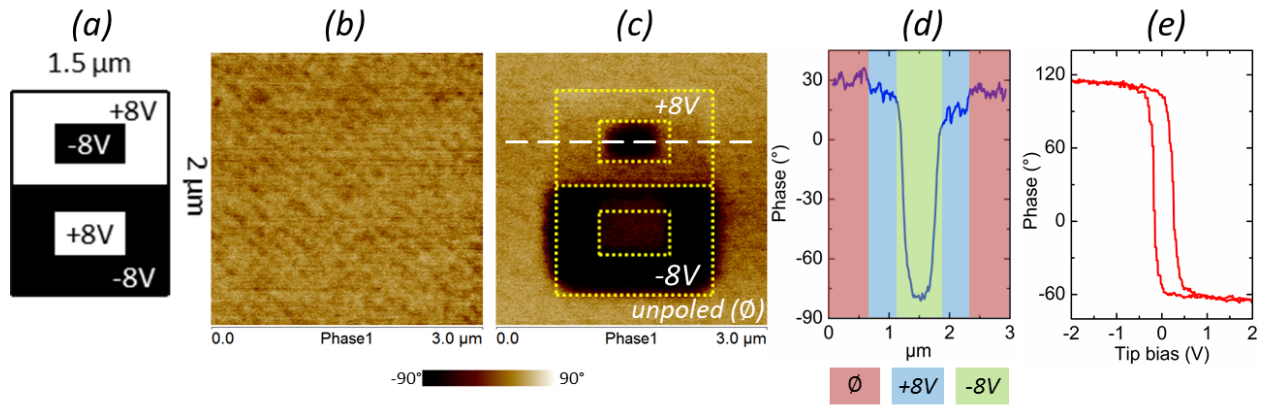 (a)
1.5 µm
+8V
-8V
+8V
-8V
2 µm
(b)
0.0
Phase1
3.0 µm
(c)
+8V
-8V
unpoled (Ø)
0.0
Phase1
3.0 µm
-90°
90°
(d)
Phase (°)
30
0
-30
-60
-90
0
1
2
3
µm
Ø
+8V
-8V
(e)
Phase (°)
120
60
0
-60
-2
-1
0
1
2
Tip bias (V)